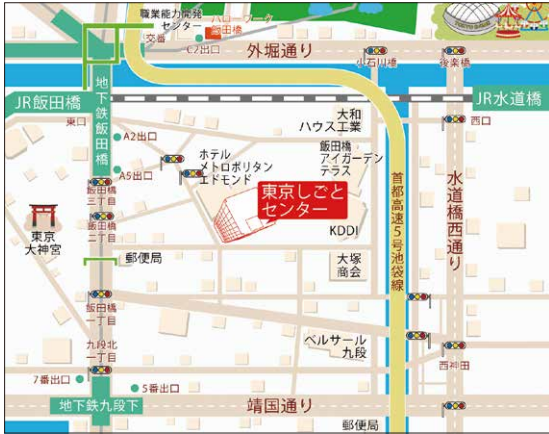 職業能力開発
センター
ハローワーク
飯田橋
交番
C2出口
外堀通り
小石川橋
後楽橋
TOKYO DOME
JR飯田橋
地下鉄飯田橋
JR水道橋
東口
西口
A2出口
A5出口
大和
ハウス工業
ホテル
メトロポリタン
エドモンド
飯田橋
アイガーデン
テラス
飯田橋
三丁目
東京しごと
センター
首都高速5号池袋線
水道橋西通り
東京
大神宮
飯田橋
二丁目
KDDI
郵便局
大塚
商会
飯田橋
一丁目
ベルサール
九段
九段北
一丁目
西神田
7番出口
5番出口
地下鉄九段下
靖国通り
郵便局